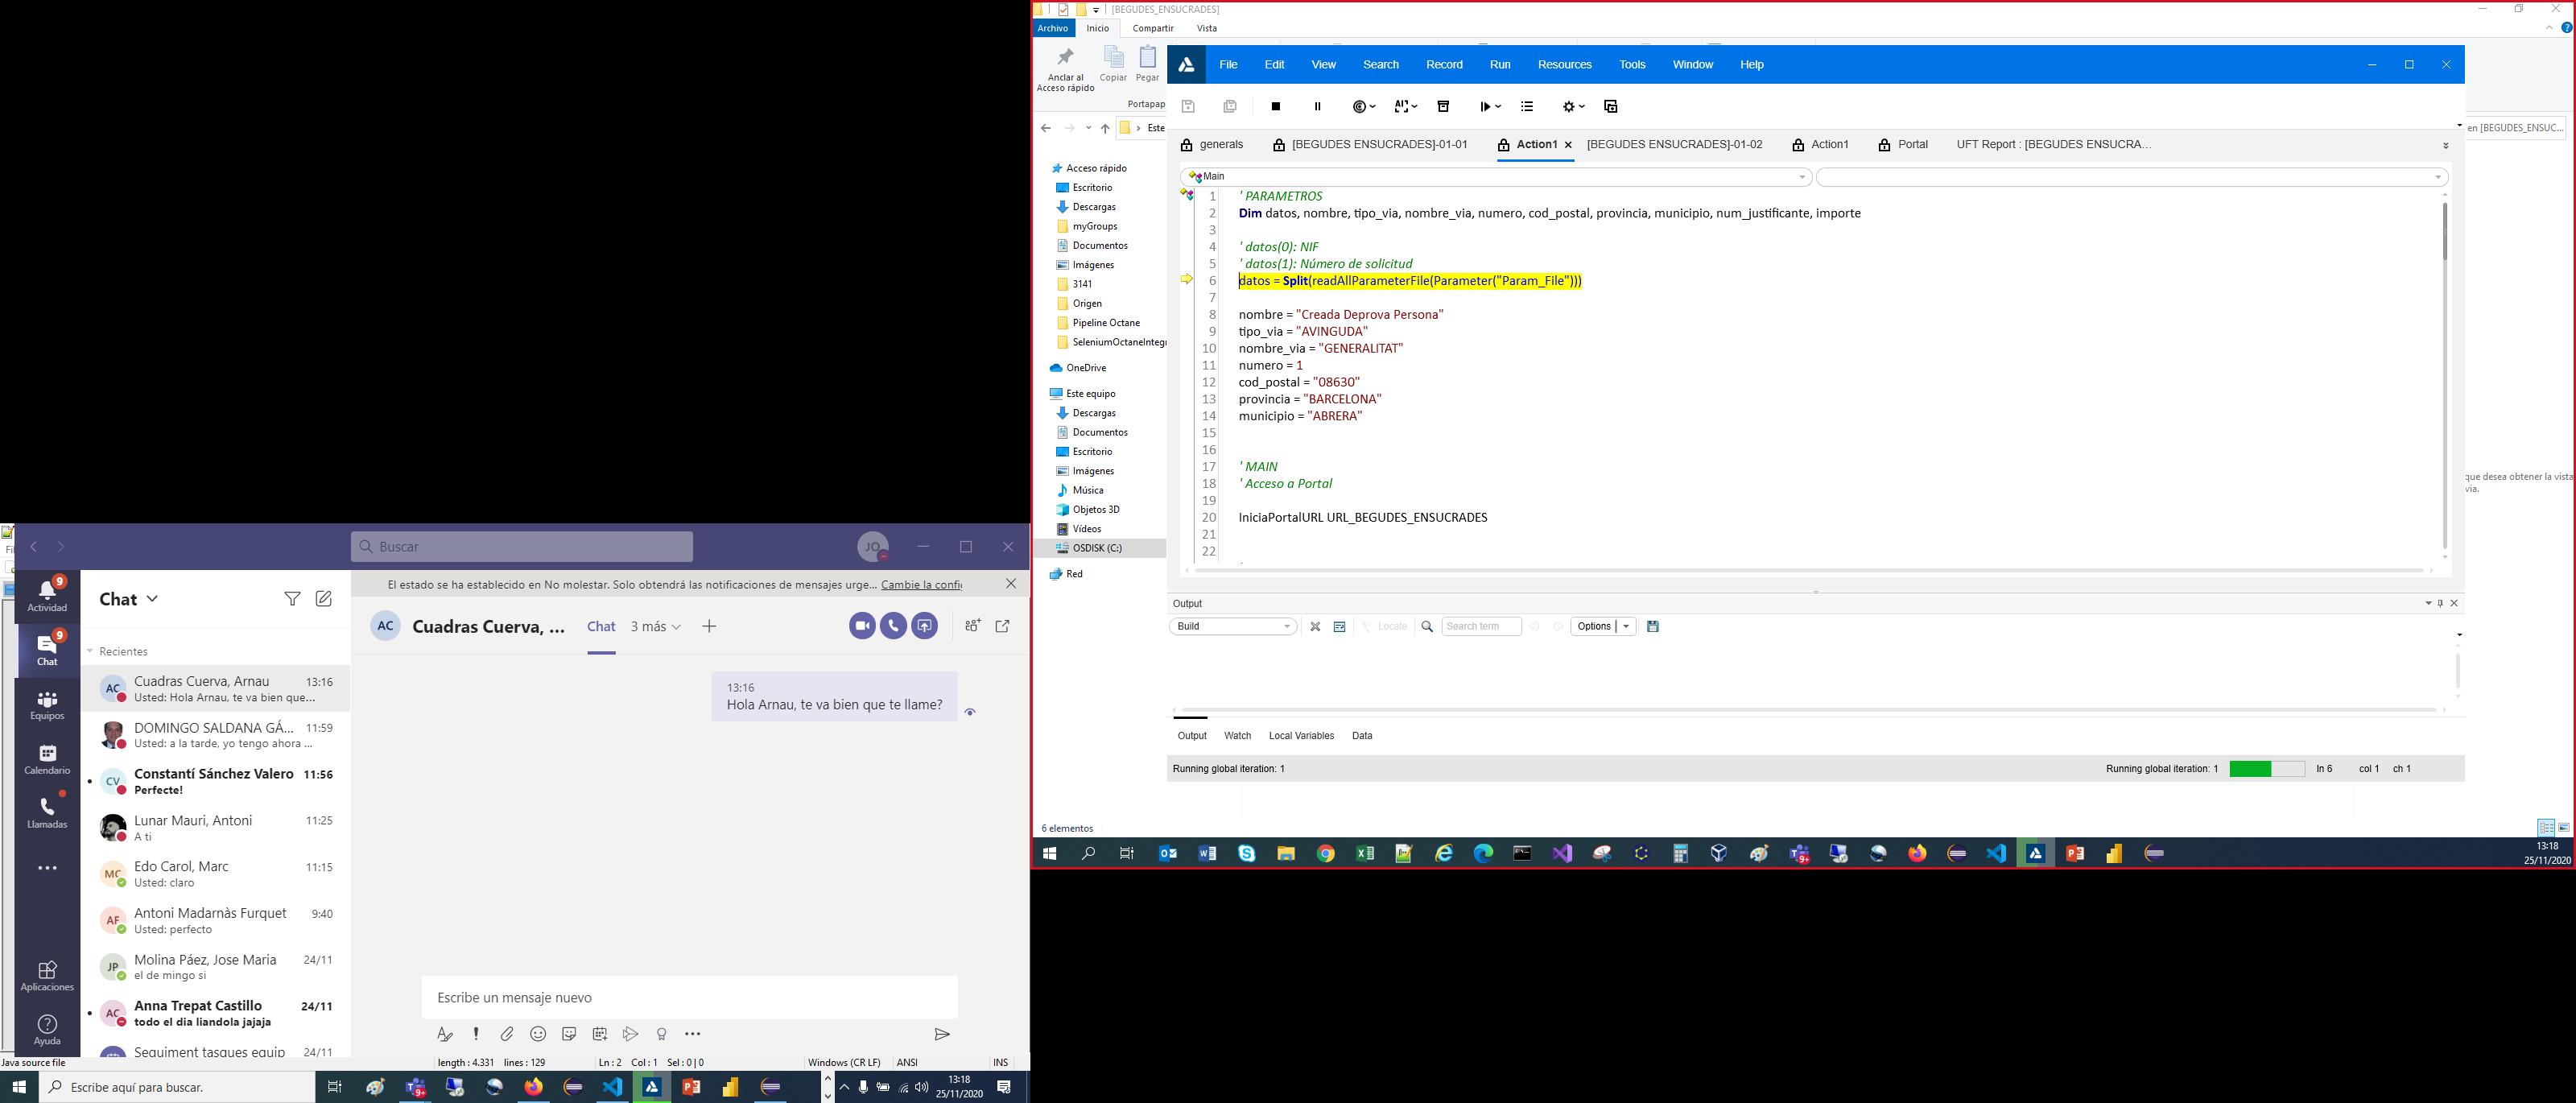 [BEGUDES_ENSUCRADES]
Archivo Inicio Compartir Vista
Anclar al
Acceso rápido
Copiar Pegar
Portapap
Este
en [BEGUDES_ENSUC...
Acceso rápido
Escritorio
Descargas
myGroups
Documentos
Imágenes
3141
Origen
Pipeline Octane
SeleniumOctaneIntegr
OneDrive
Este equipo
Descargas
Documentos
Escritorio
Imágenes
Música
Objetos 3D
Vídeos
OSDISK (C:)
Red
que desea obtener la vista
via.
6 elementos
File Edit View Search Record Run Resources Tools Window Help
generals [BEGUDES ENSUCRADES]-01-01 Action1 [BEGUDES ENSUCRADES]-01-02 Action1 Portal UFT Report : [BEGUDES ENSUCRA...
Main
1 ' PARAMETROS
2 Dim datos, nombre, tipo_via, nombre_via, numero, cod_postal, provincia, municipio, num_justificante, importe
3
4 ' datos(0): NIF
5 ' datos(1): Número de solicitud
6 datos = Split(readAllParameterFile(Parameter("Param_File")))
7
8 nombre = "Creada Deprova Persona"
9 tipo_via = "AVINGUDA"
10 nombre_via = "GENERALITAT"
11 numero = 1
12 cod_postal = "08630"
13 provincia = "BARCELONA"
14 municipio = "ABRERA"
15
16
17 ' MAIN
18 ' Acceso a Portal
19
20 IniciaPortalURL URL_BEGUDES_ENSUCRADES
21
22
Output
Build Locate Search term Options
Output Watch Local Variables Data
Running global iteration: 1 Running global iteration: 1 ln 6 col 1 ch 1
13:18
25/11/2020
Buscar JO
El estado se ha establecido en No molestar. Solo obtendrá las notificaciones de mensajes urge... Cambie la confi
9
Actividad
9
Chat
Equipos
Calendario
Llamadas
Aplicaciones
Ayuda
Chat
Recientes
AC Cuadras Cuerva, Arnau 13:16
Usted: Hola Arnau, te va bien que...
DOMINGO SALDANA GÁ... 11:59
Usted: a la tarde, yo tengo ahora ...
CV Constantí Sánchez Valero 11:56
Perfecte!
Lunar Mauri, Antoni 11:25
A ti
MC Edo Carol, Marc 11:15
Usted: claro
AF Antoni Madarnàs Furquet 9:40
Usted: perfecto
JP Molina Páez, Jose Maria 24/11
el de mingo si
AC Anna Trepat Castillo 24/11
todo el dia liandola jajaja
Seguiment tasques equip 24/11
AC Cuadras Cuerva, ... Chat 3 más
13:16
Hola Arnau, te va bien que te llame?
Escribe un mensaje nuevo
Java source file length : 4.331 lines : 129 Ln : 2 Col : 1 Sel : 0 | 0 Windows (CR LF) ANSI INS
Escribe aquí para buscar.
13:18
25/11/2020